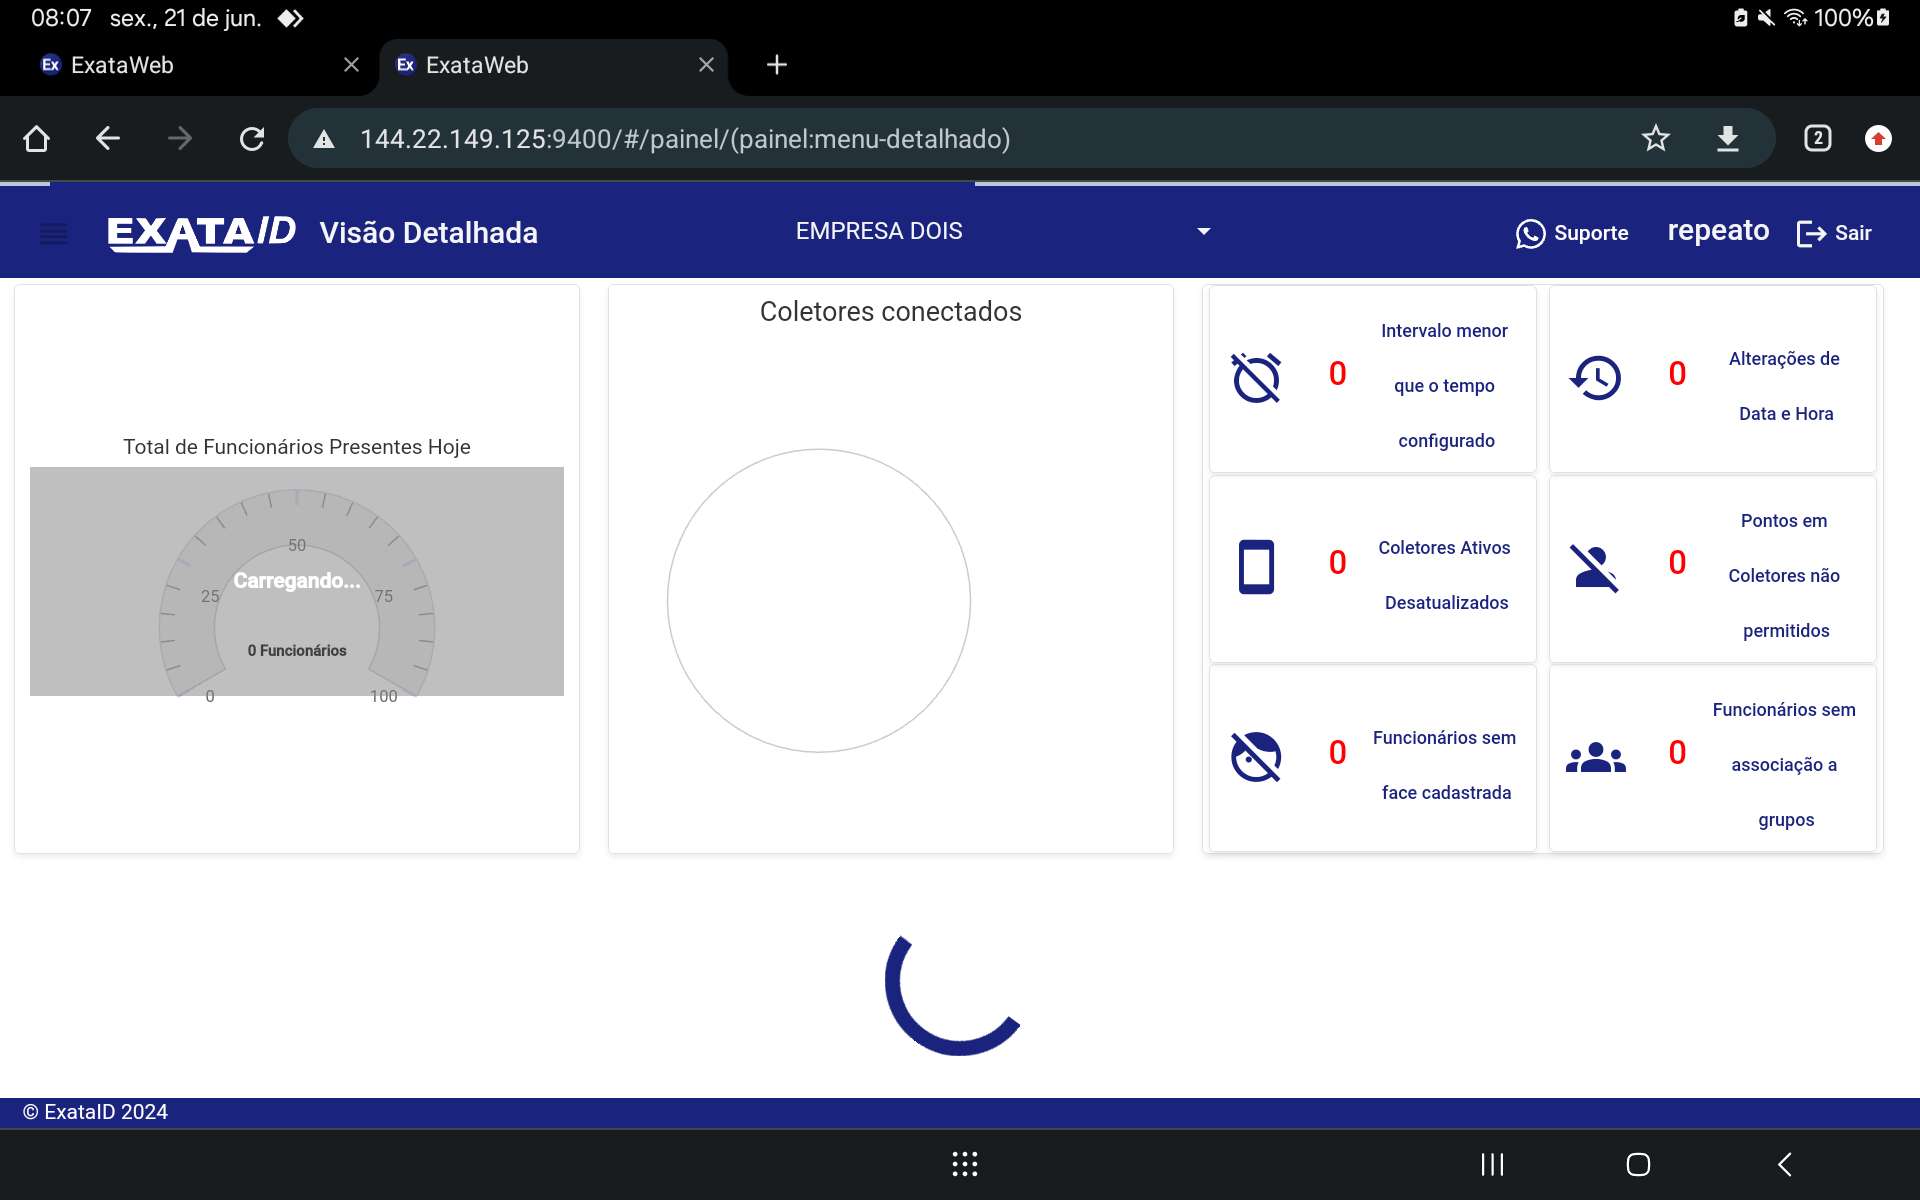 08:07 sex., 21 de jun. 100%
Ex ExataWeb
Ex ExataWeb
144.22.149.125:9400/#/painel/(painel:menu-detalhado)
2
EXATAID Visão Detalhada
EMPRESA DOIS
Suporte
repeato
Sair
Total de Funcionários Presentes Hoje
50
Carregando...
25
75
0 Funcionários
0
100
Coletores conectados
0
Intervalo menor
que o tempo
configurado
0
Alterações de
Data e Hora
0
Coletores Ativos
Desatualizados
0
Pontos em
Coletores não
permitidos
0
Funcionários sem
face cadastrada
0
Funcionários sem
associação a
grupos
© ExataID 2024